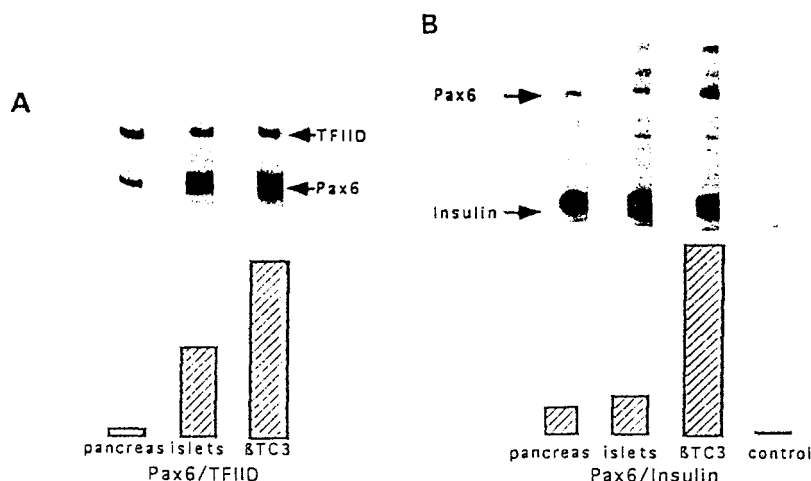 A
TFIID
Pax6
pancreas islets ßTC3
Pax6/TFIID
B
Pax6
Insulin
pancreas islets ßTC3 control
Pax6/Insulin